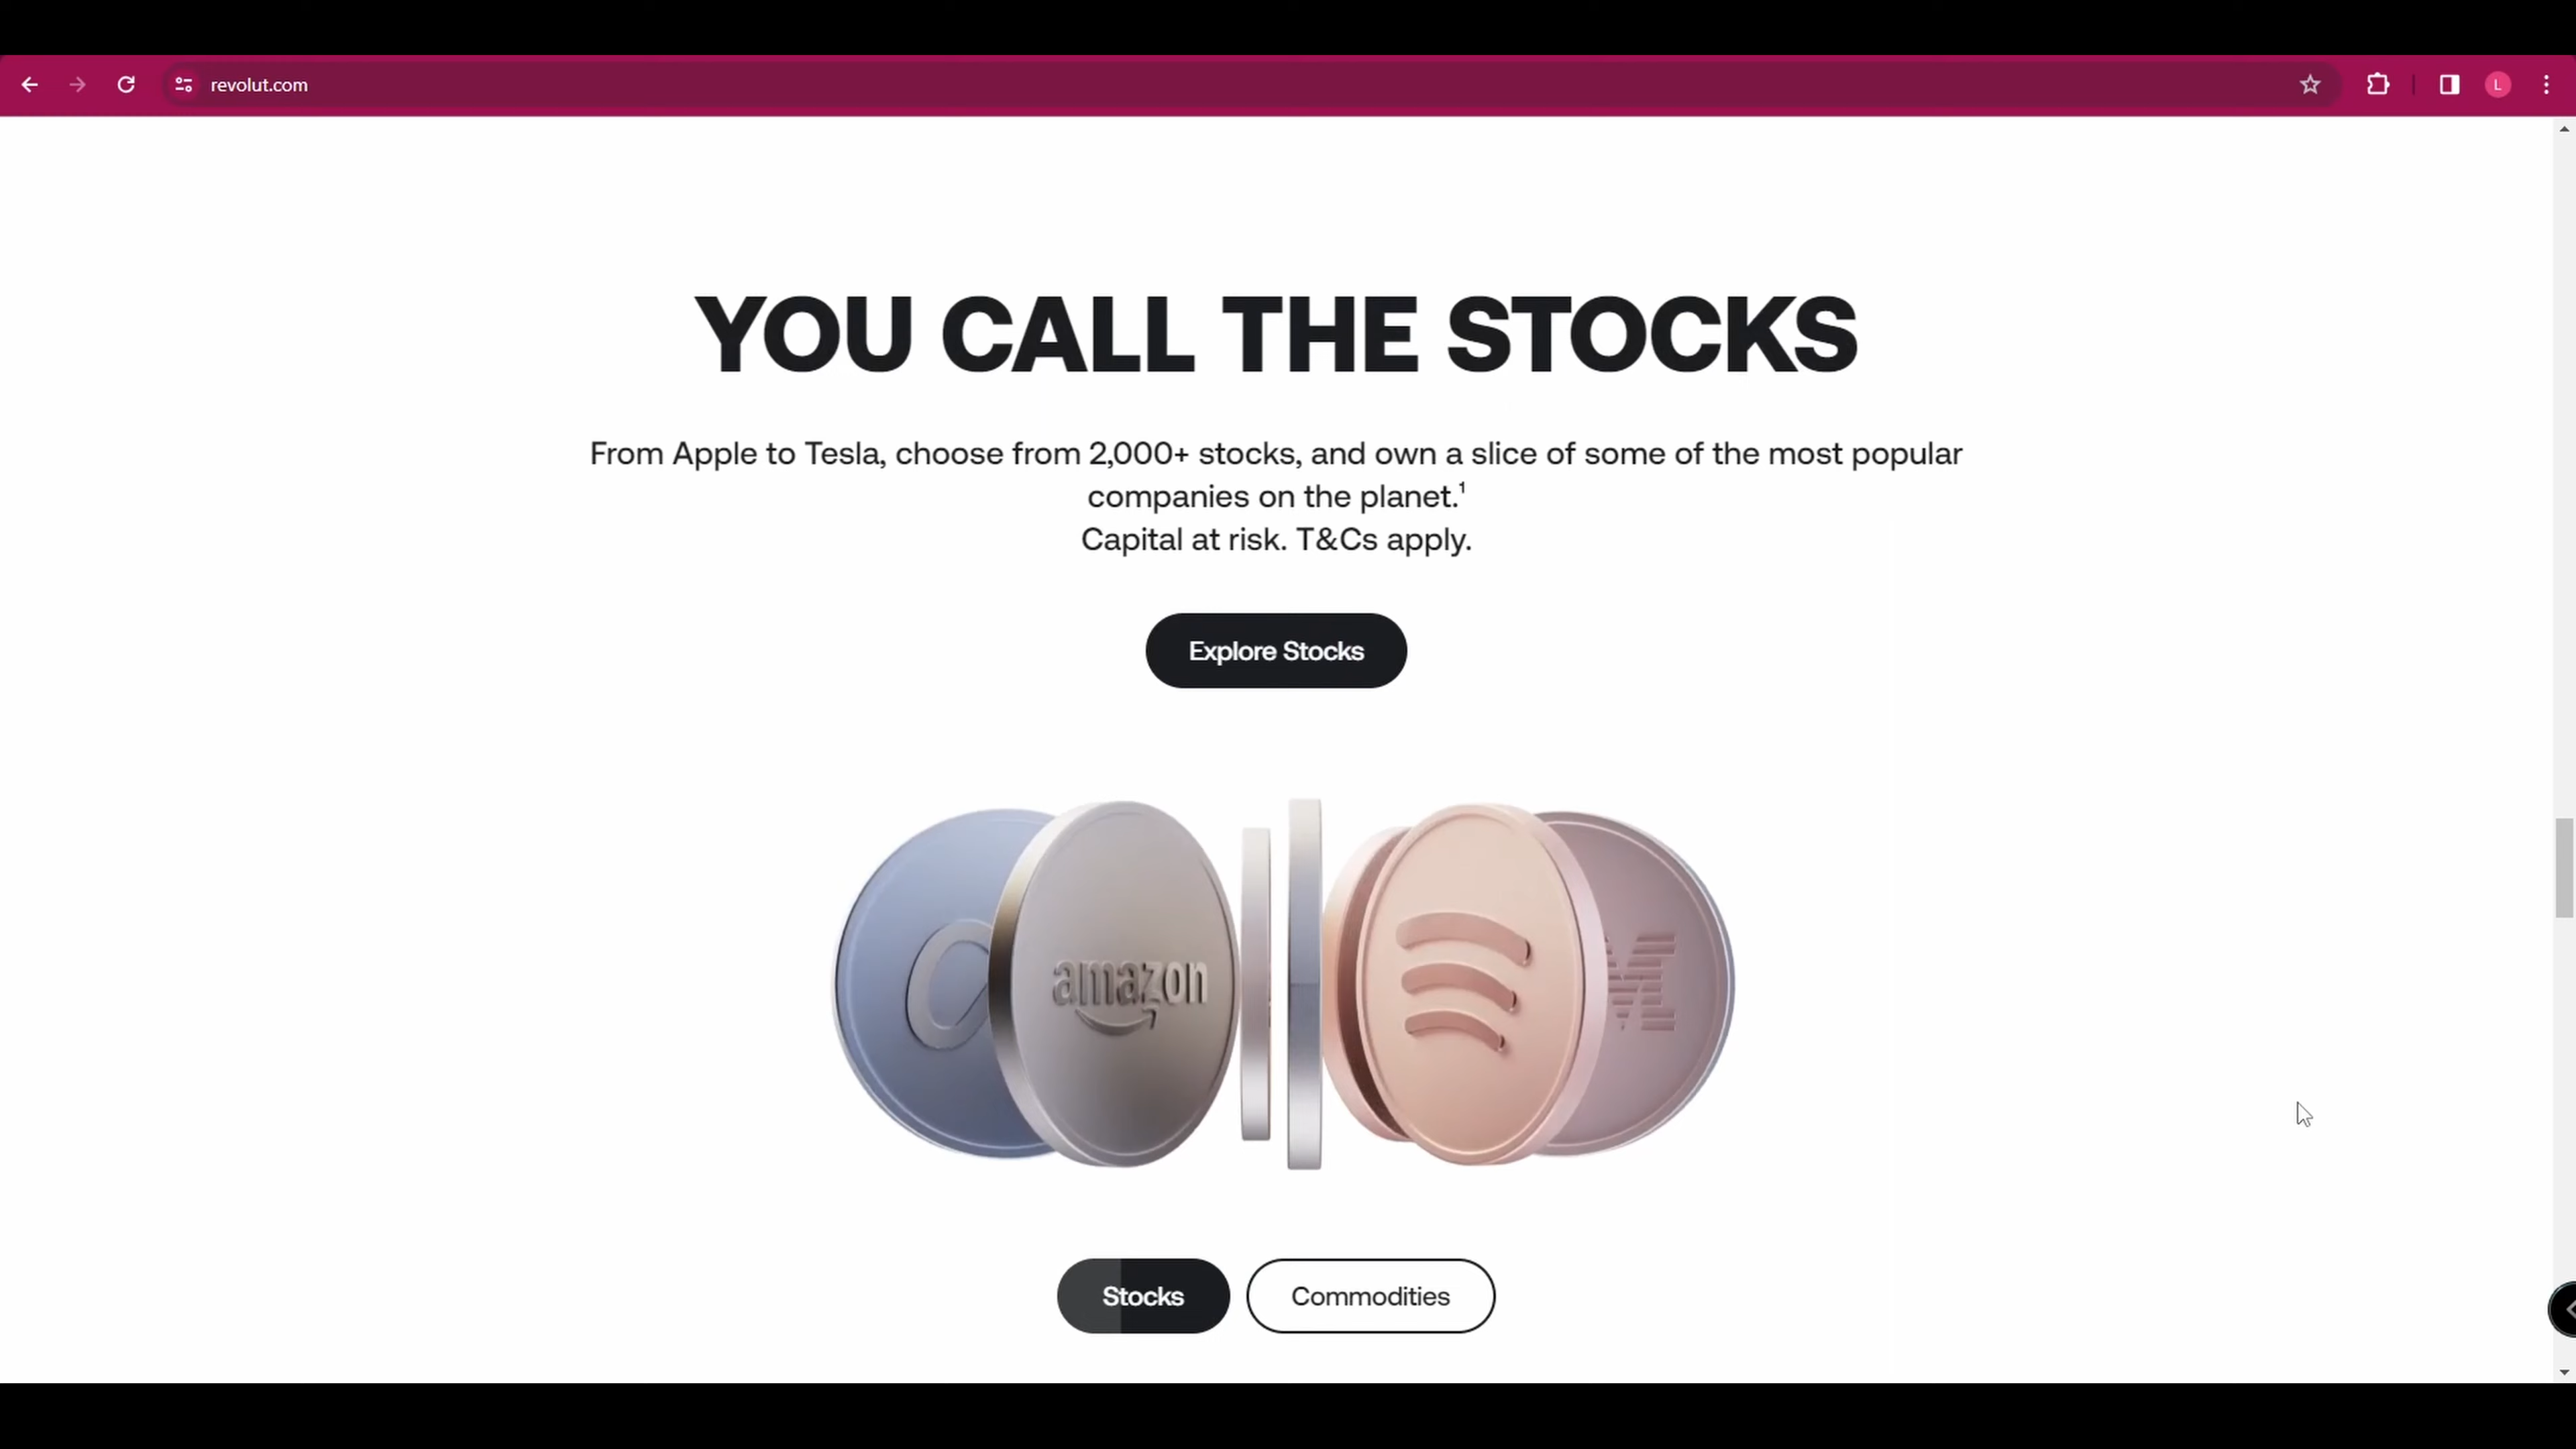 revolut.com
L
YOU CALL THE STOCKS
From Apple to Tesla, choose from 2,000+ stocks, and own a slice of some of the most popular
companies on the planet.¹
Capital at risk. T&Cs apply.
Explore Stocks
amazon
Stocks
Commodities